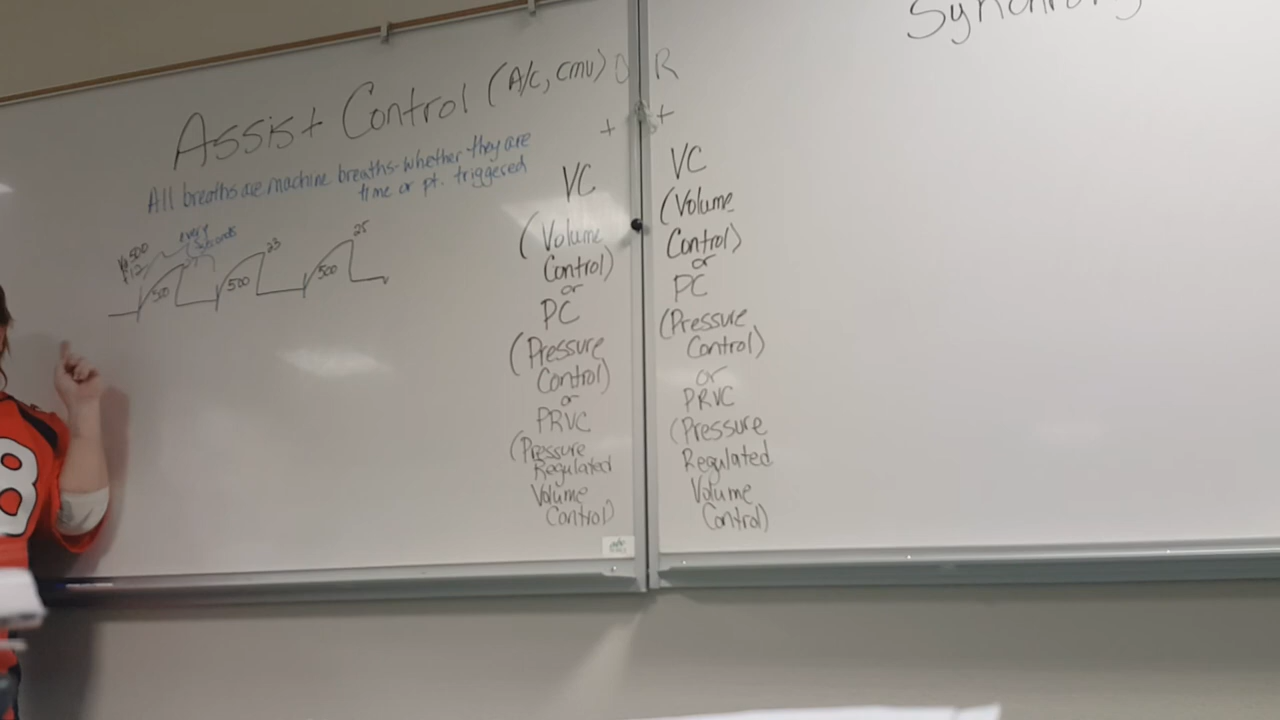 Assist Control (A/C, CMV) OR
Synchrony
All breaths are machine breaths-whether they are
time or pt. triggered
+
+
VC
(Volume
Control)
or
PC
(Pressure
Control)
or
PRVC
(Pressure
Regulated
Volume
Control)
VC
(Volume
Control)
or
PC
(Pressure
Control)
or
PRVC
(Pressure
Regulated
Volume
Control)
500
12
every
seconds
500
500
23
500
25
8